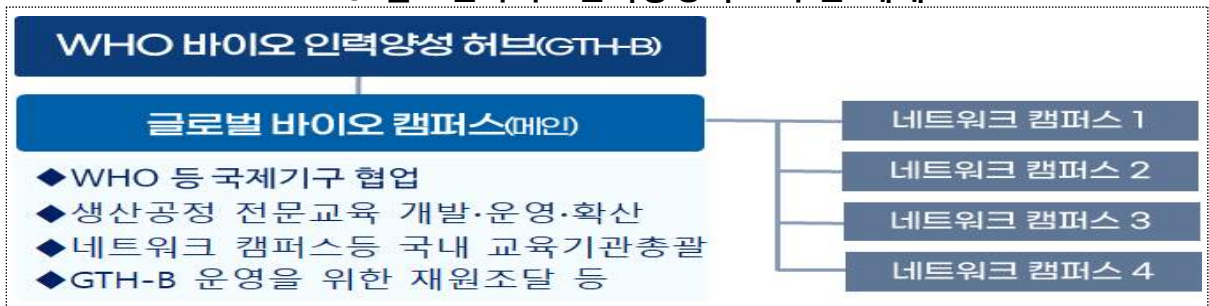 WHO 바이오 인력양성 허브(GTH-B)
글로벌 바이오 캠퍼스(메인)
◆WHO 등 국제기구 협업
◆생산공정 전문교육 개발·운영·확산
◆네트워크 캠퍼스등 국내 교육기관총괄
◆GTH-B 운영을 위한 재원조달 등
네트워크 캠퍼스 1
네트워크 캠퍼스 2
네트워크 캠퍼스 3
네트워크 캠퍼스 4